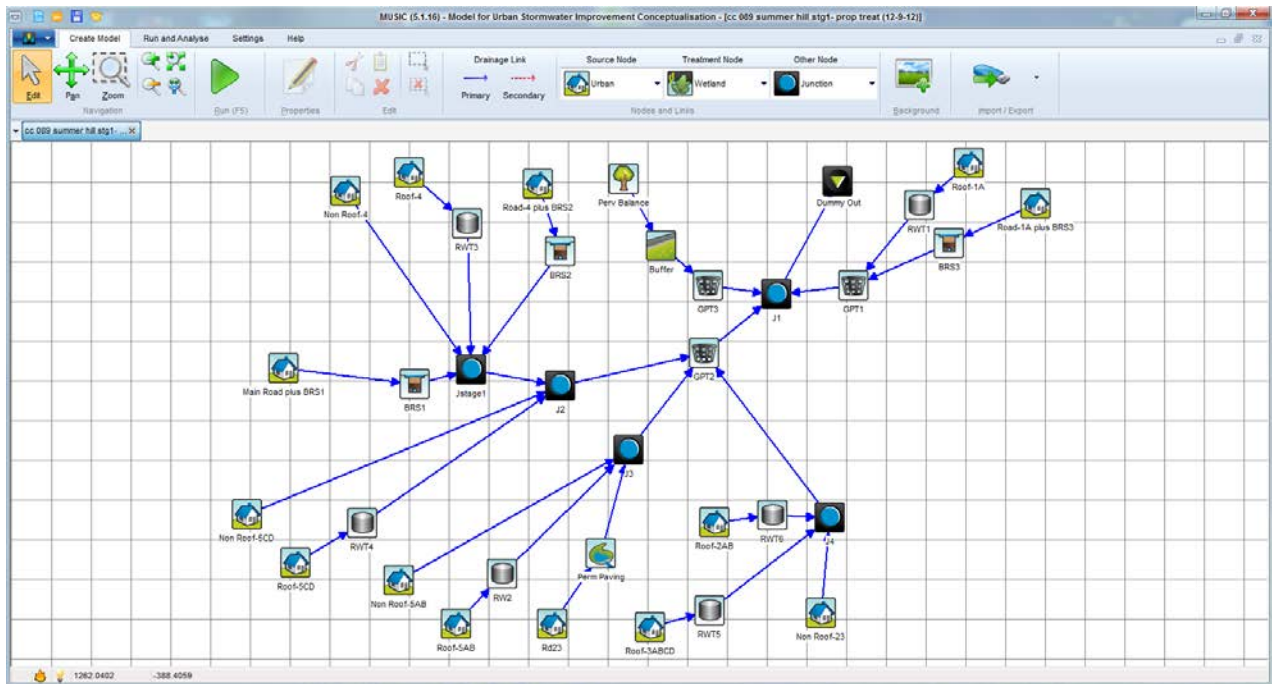 MUSIC (5.1.16) - Model for Urban Stormwater Improvement Conceptualisation - [cc 089 summer hill stg1- prop treat (12-9-12)]
Create Model Run and Analyse Settings Help
Drainage Link Source Node Treatment Node Other Node
Urban Wetland Junction
Edit Pan Zoom Primary Secondary
Navigation Run (F5) Properties Edit Nodes and Links Background Import / Export
cc 089 summer hill stg1- ...
Roof-4
Non Roof-4
Road-4 plus BRS2
Perv Balance
Dummy Out
Roof-1A
RWT3
RWT1
Road-1A plus BRS3
BRS2
Buffer
BRS3
GPT3
J1
GPT1
Main Road plus BRS1
BRS1
Jstage1
J2
GPT2
J3
Non Roof-5CD
RWT4
Roof-2AB
RWT6
J4
Roof-5CD
Non Roof-5AB
RW2
Perm Paving
Roof-5AB
Rd23
Roof-3ABCD
RWT5
Non Roof-23
1262.0402 -388.4059